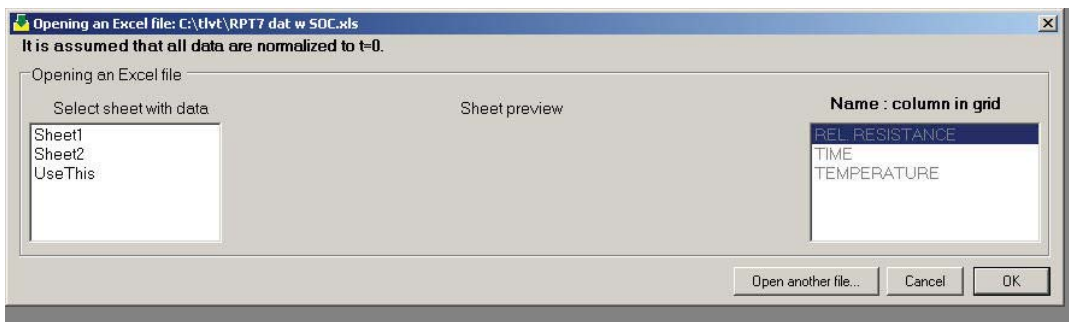 Opening an Excel file: C:\tlvt\RPT7 dat w SOC.xls
It is assumed that all data are normalized to t=0.
Opening an Excel file
Select sheet with data
Sheet preview
Name : column in grid
Sheet1
Sheet2
UseThis
REL. RESISTANCE
TIME
TEMPERATURE
Open another file...
Cancel
OK